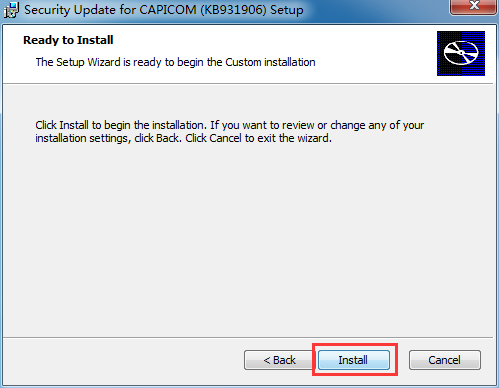 Security Update for CAPICOM (KB931906) Setup
Ready to Install
The Setup Wizard is ready to begin the Custom installation
Click Install to begin the installation. If you want to review or change any of your
installation settings, click Back. Click Cancel to exit the wizard.
< Back
Install
Cancel